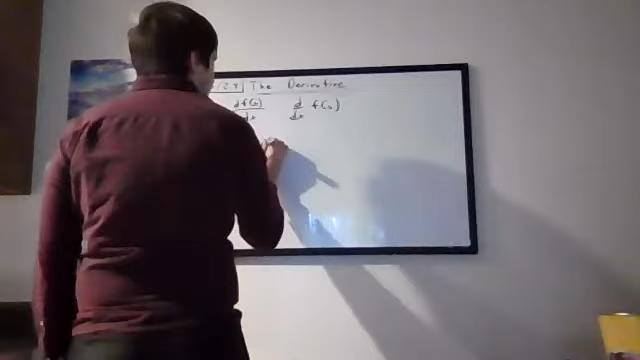 The Derivative
df(x) d f(x)
dx dx